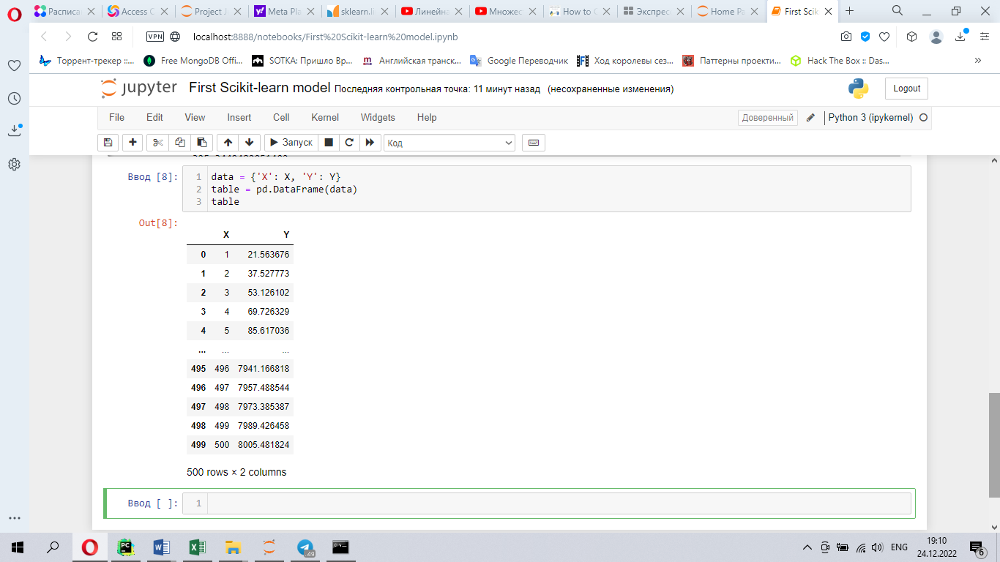 Расписа
Access C
Project J
Meta Pla
sklearn.li
Линейна
Множес
How to C
Экспрес
Home Pa
First Scik
VPN
localhost:8888/notebooks/First%20Scikit-learn%20model.ipynb
Торрент-трекер ::...
Free MongoDB Offi...
SOTKA: Пришло Вр...
Английская транск...
Google Переводчик
Ход королевы сез...
Паттерны проекти...
Hack The Box :: Das...
jupyter First Scikit-learn model Последняя контрольная точка: 11 минут назад (несохраненные изменения)
Logout
File Edit View Insert Cell Kernel Widgets Help
Доверенный
Python 3 (ipykernel)
Запуск
Код
Ввод [8]:
1 data = {'X': X, 'Y': Y}
2 table = pd.DataFrame(data)
3 table
Out[8]:
X Y
0 1 21.563676
1 2 37.527773
2 3 53.126102
3 4 69.726329
4 5 85.617036
... ... ...
495 496 7941.166818
496 497 7957.488544
497 498 7973.385387
498 499 7989.426458
499 500 8005.481824
500 rows × 2 columns
Ввод [ ]: 1
ENG
19:10
24.12.2022
6